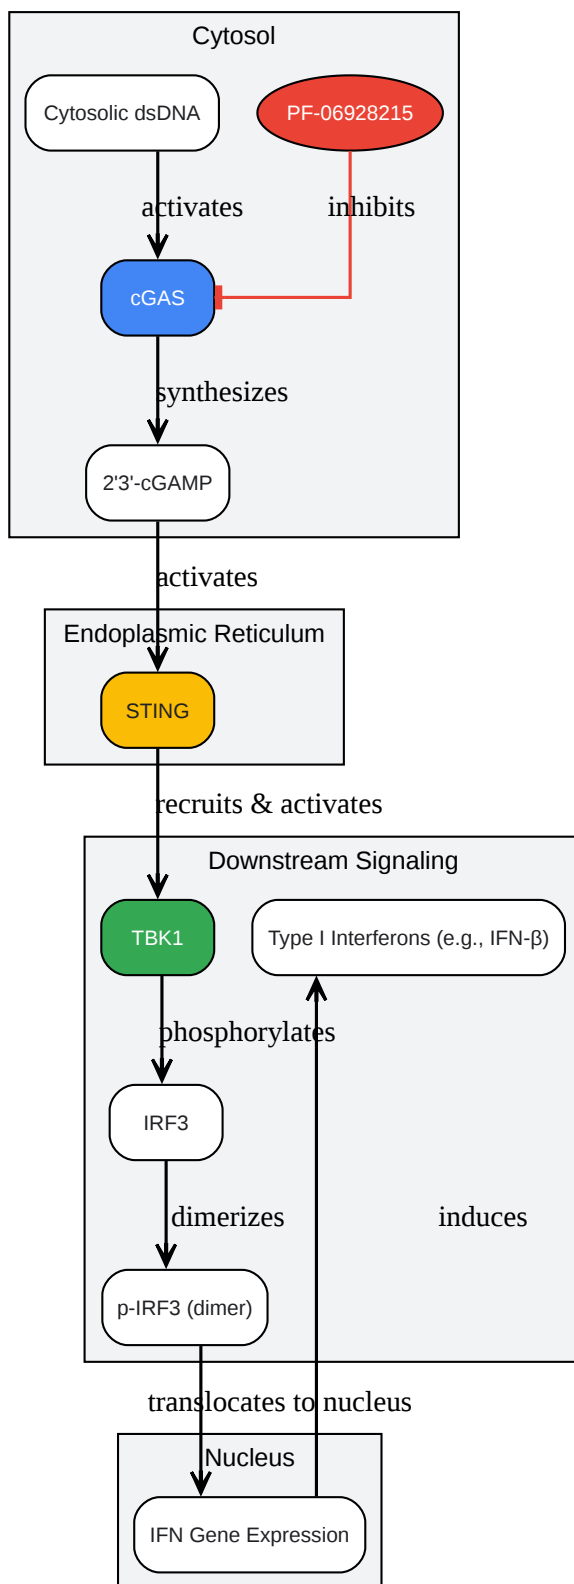 Cytosol
Cytosolic dsDNA
PF-06928215
activates
inhibits
cGAS
synthesizes
2'3'-cGAMP
activates
Endoplasmic Reticulum
STING
recruits & activates
Downstream Signaling
TBK1
Type I Interferons (e.g., IFN-β)
phosphorylates
IRF3
dimerizes
induces
p-IRF3 (dimer)
translocates to nucleus
Nucleus
IFN Gene Expression